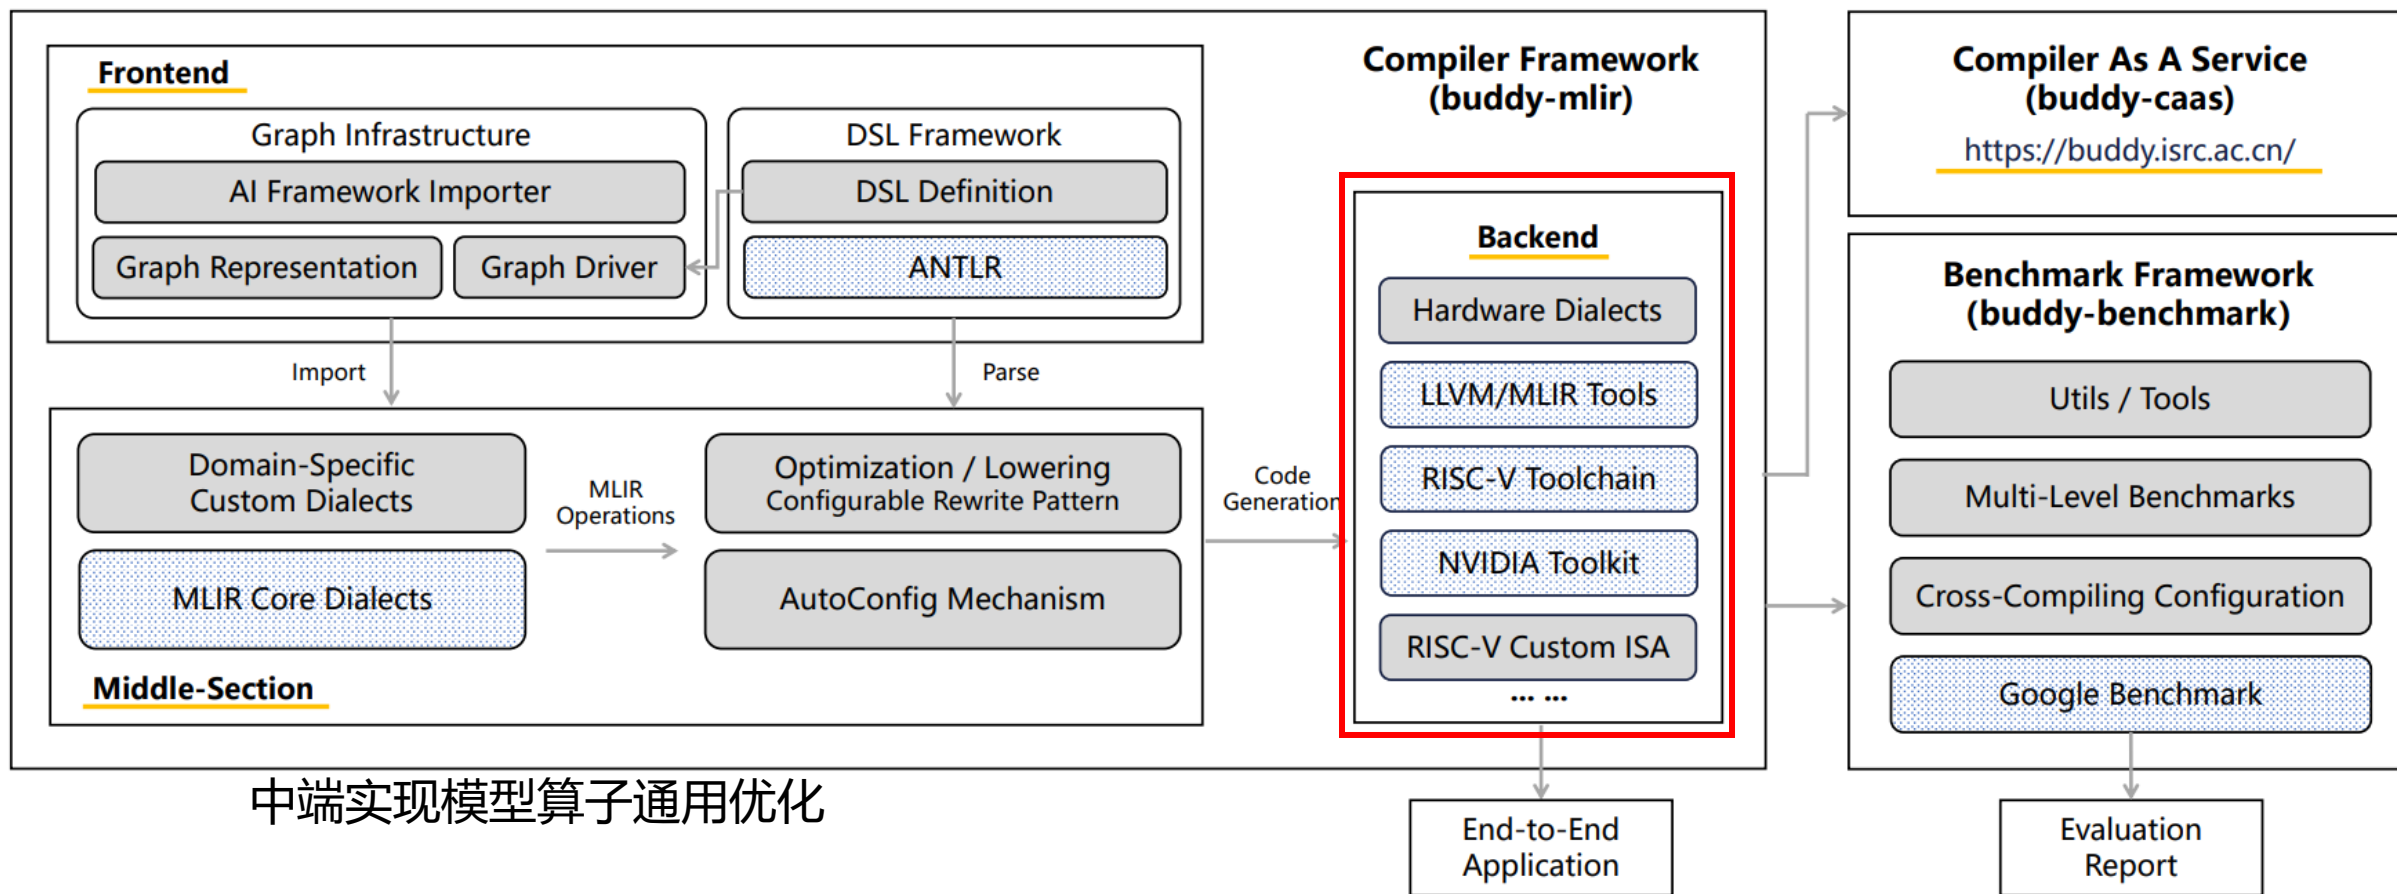 Frontend
Graph Infrastructure
AI Framework Importer
Graph Representation
Graph Driver
DSL Framework
DSL Definition
ANTLR
Import
Parse
Domain-Specific
Custom Dialects
MLIR Core Dialects
MLIR
Operations
Optimization / Lowering
Configurable Rewrite Pattern
AutoConfig Mechanism
Middle-Section
Code
Generation
Compiler Framework
(buddy-mlir)
Backend
Hardware Dialects
LLVM/MLIR Tools
RISC-V Toolchain
NVIDIA Toolkit
RISC-V Custom ISA
... ...
Compiler As A Service
(buddy-caas)
https://buddy.isrc.ac.cn/
Benchmark Framework
(buddy-benchmark)
Utils / Tools
Multi-Level Benchmarks
Cross-Compiling Configuration
Google Benchmark
中端实现模型算子通用优化
End-to-End
Application
Evaluation
Report